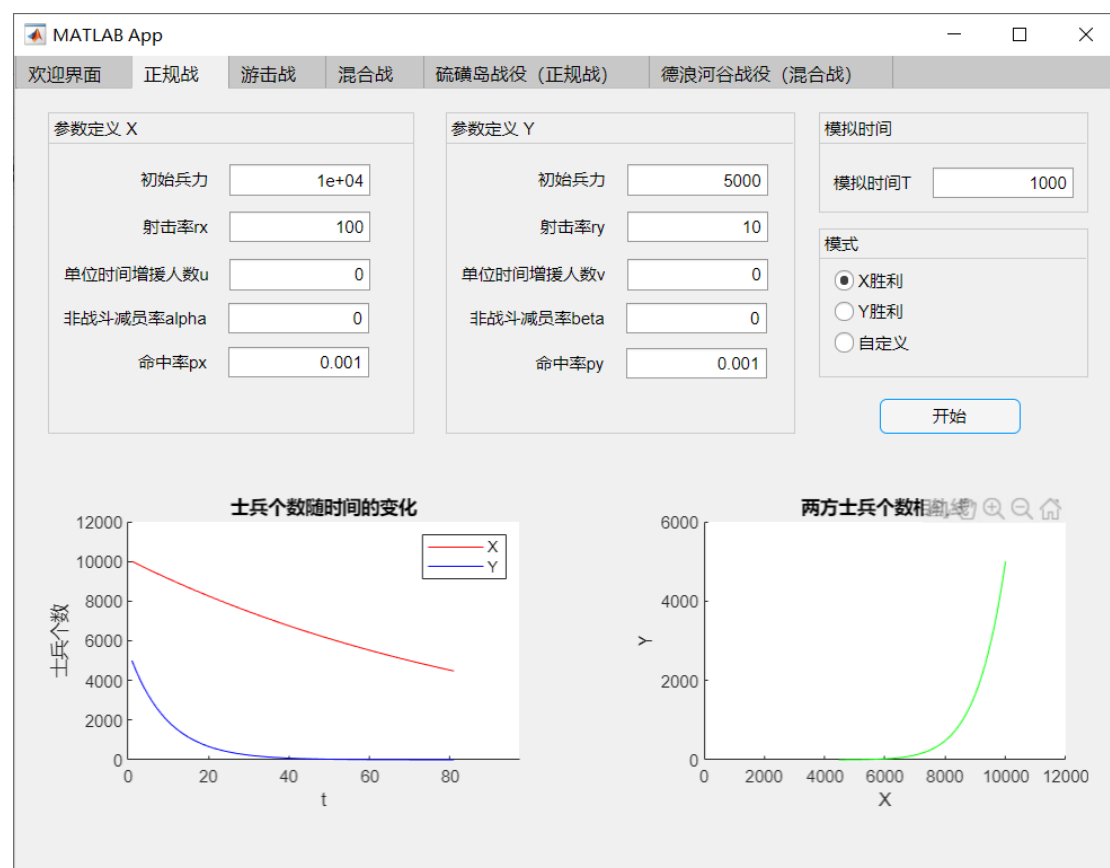 MATLAB App
欢迎界面 正规战 游击战 混合战 硫磺岛战役（正规战） 德浪河谷战役（混合战）
参数定义 X
初始兵力 1e+04
射击率rx 100
单位时间增援人数u 0
非战斗减员率alpha 0
命中率px 0.001
参数定义 Y
初始兵力 5000
射击率ry 10
单位时间增援人数v 0
非战斗减员率beta 0
命中率py 0.001
模拟时间
模拟时间T 1000
模式
X胜利
Y胜利
自定义
开始
士兵个数随时间的变化
12000
10000
8000
6000
4000
2000
0
士兵个数
X
Y
0 20 40 60 80
t
两方士兵个数相轨线
6000
4000
2000
0
Y
0 2000 4000 6000 8000 10000 12000
X